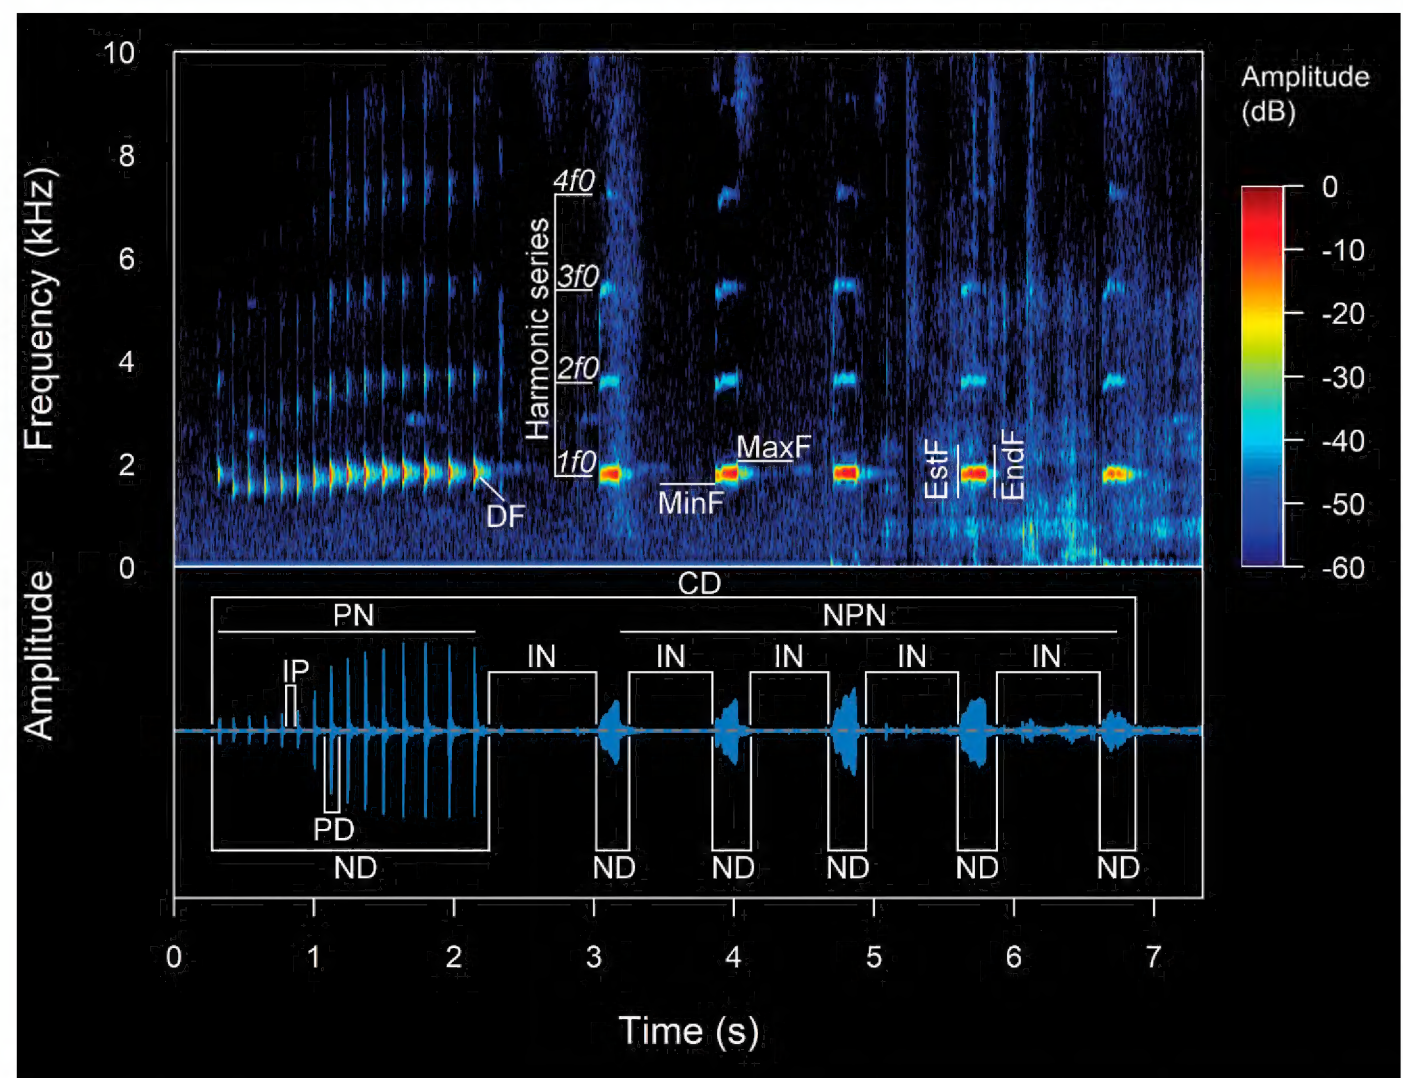 10
8
6
4
2
0
Frequency (kHz)
Amplitude
Harmonic series
4f0
3f0
2f0
1f0
DF
MinF
MaxF
EstF
EndF
Amplitude
(dB)
0
-10
-20
-30
-40
-50
-60
CD
PN
NPN
IP
IN
IN
IN
IN
IN
PD
ND
ND
ND
ND
ND
ND
0
1
2
3
4
5
6
7
Time (s)